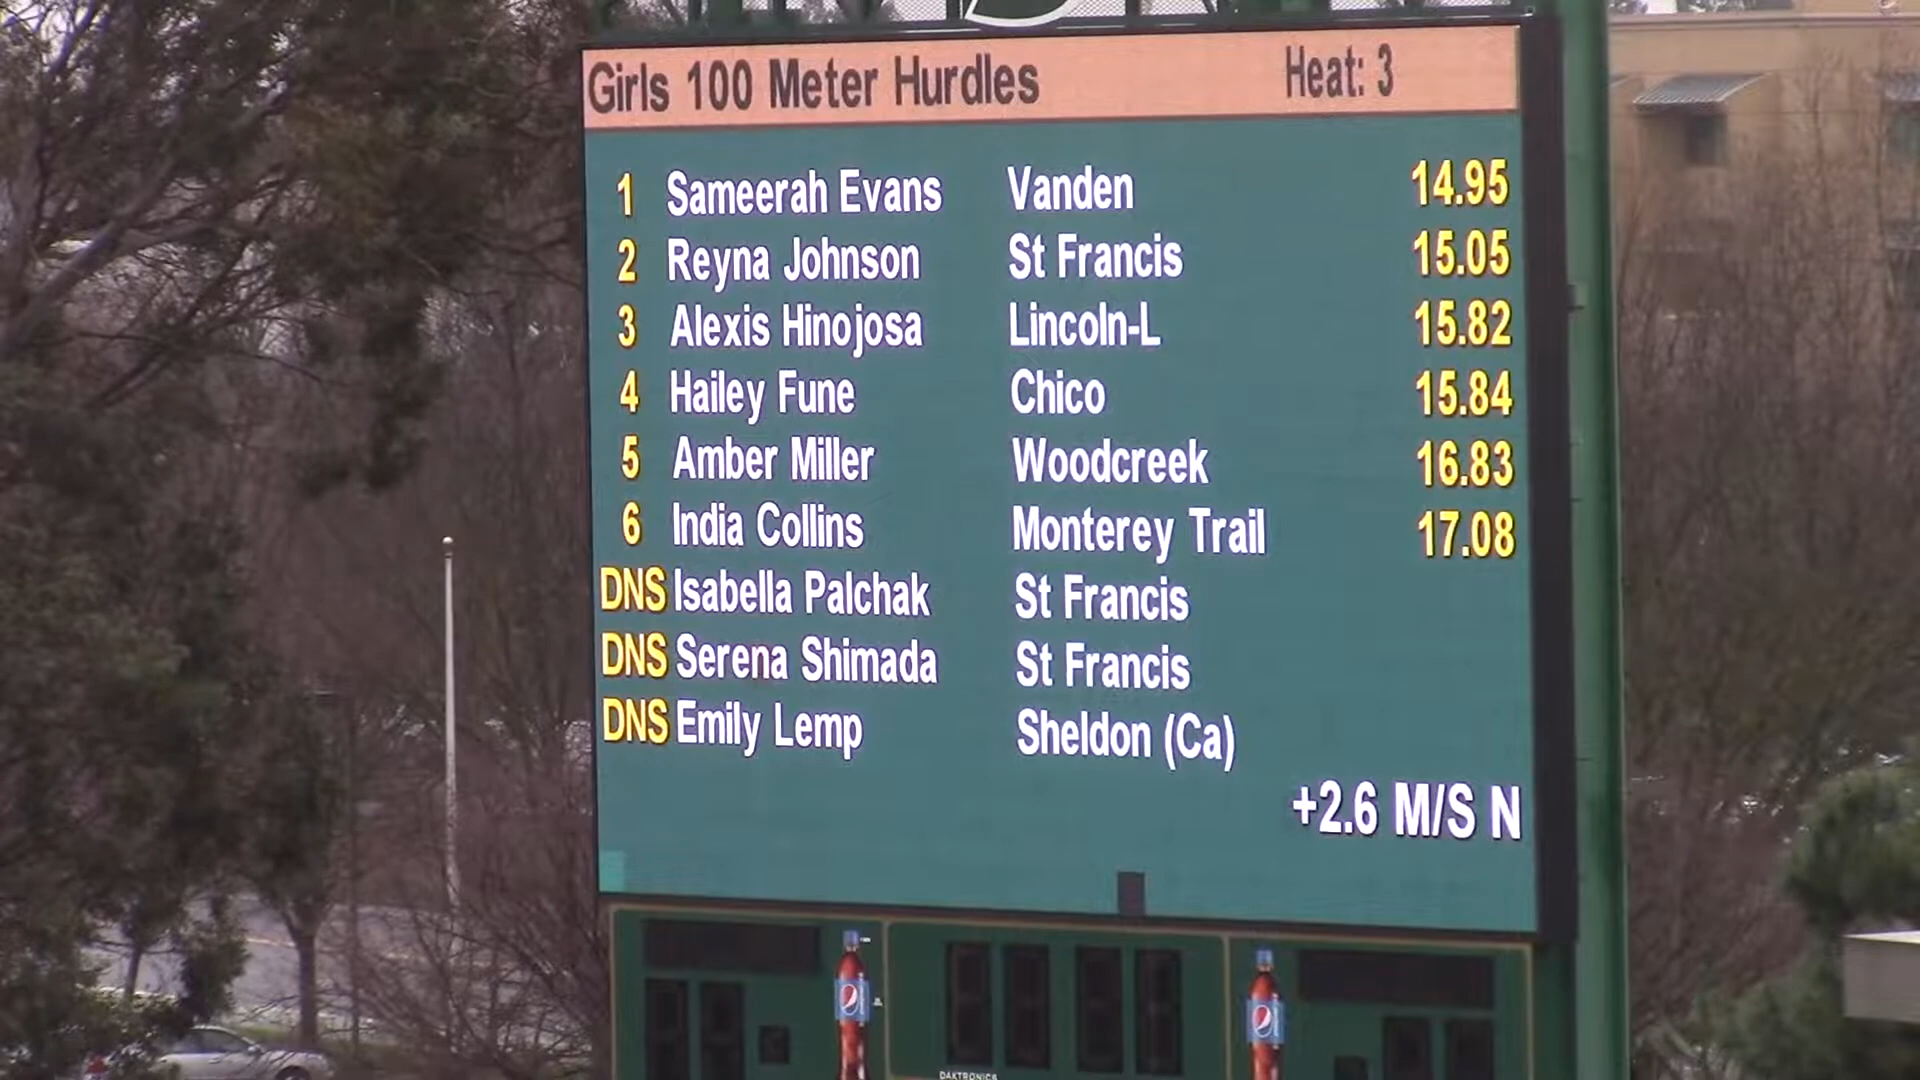 Girls 100 Meter Hurdles Heat: 3
1 Sameerah Evans Vanden 14.95
2 Reyna Johnson St Francis 15.05
3 Alexis Hinojosa Lincoln-L 15.82
4 Hailey Fune Chico 15.84
5 Amber Miller Woodcreek 16.83
6 India Collins Monterey Trail 17.08
DNS Isabella Palchak St Francis
DNS Serena Shimada St Francis
DNS Emily Lemp Sheldon (Ca)
+2.6 M/S N
DAKTRONICS